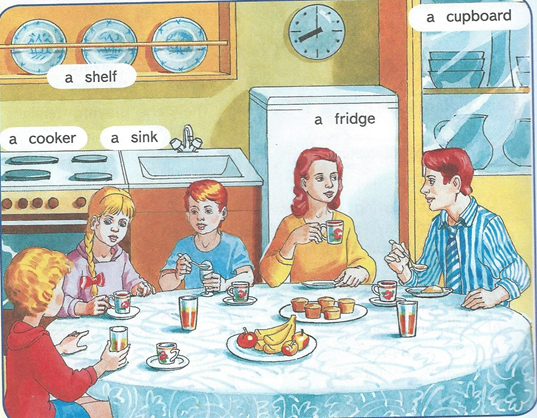 a cupboard
a shelf
a fridge
a cooker
a sink